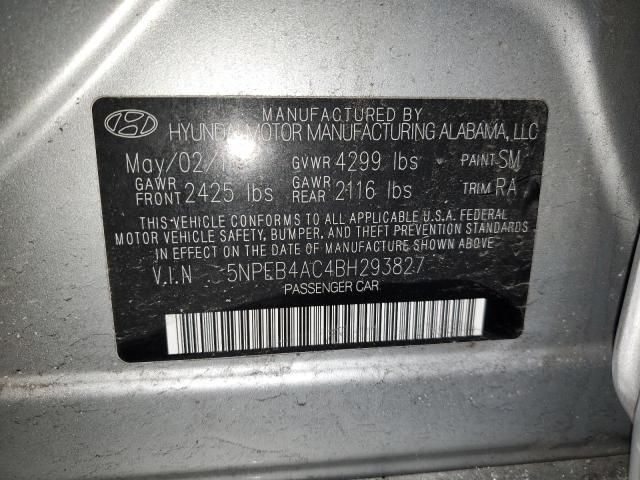 MANUFACTURED BY
HYUNDAI MOTOR MANUFACTURING ALABAMA, LLC
May/02/ GVWR 4299 lbs PAINT SM
GAWR FRONT 2425 lbs GAWR REAR 2116 lbs TRIM RA
THIS VEHICLE CONFORMS TO ALL APPLICABLE U.S.A. FEDERAL
MOTOR VEHICLE SAFETY, BUMPER, AND THEFT PREVENTION STANDARDS
IN EFFECT ON THE DATE OF MANUFACTURE SHOWN ABOVE.
V.I.N 5NPEB4AC4BH293827
PASSENGER CAR